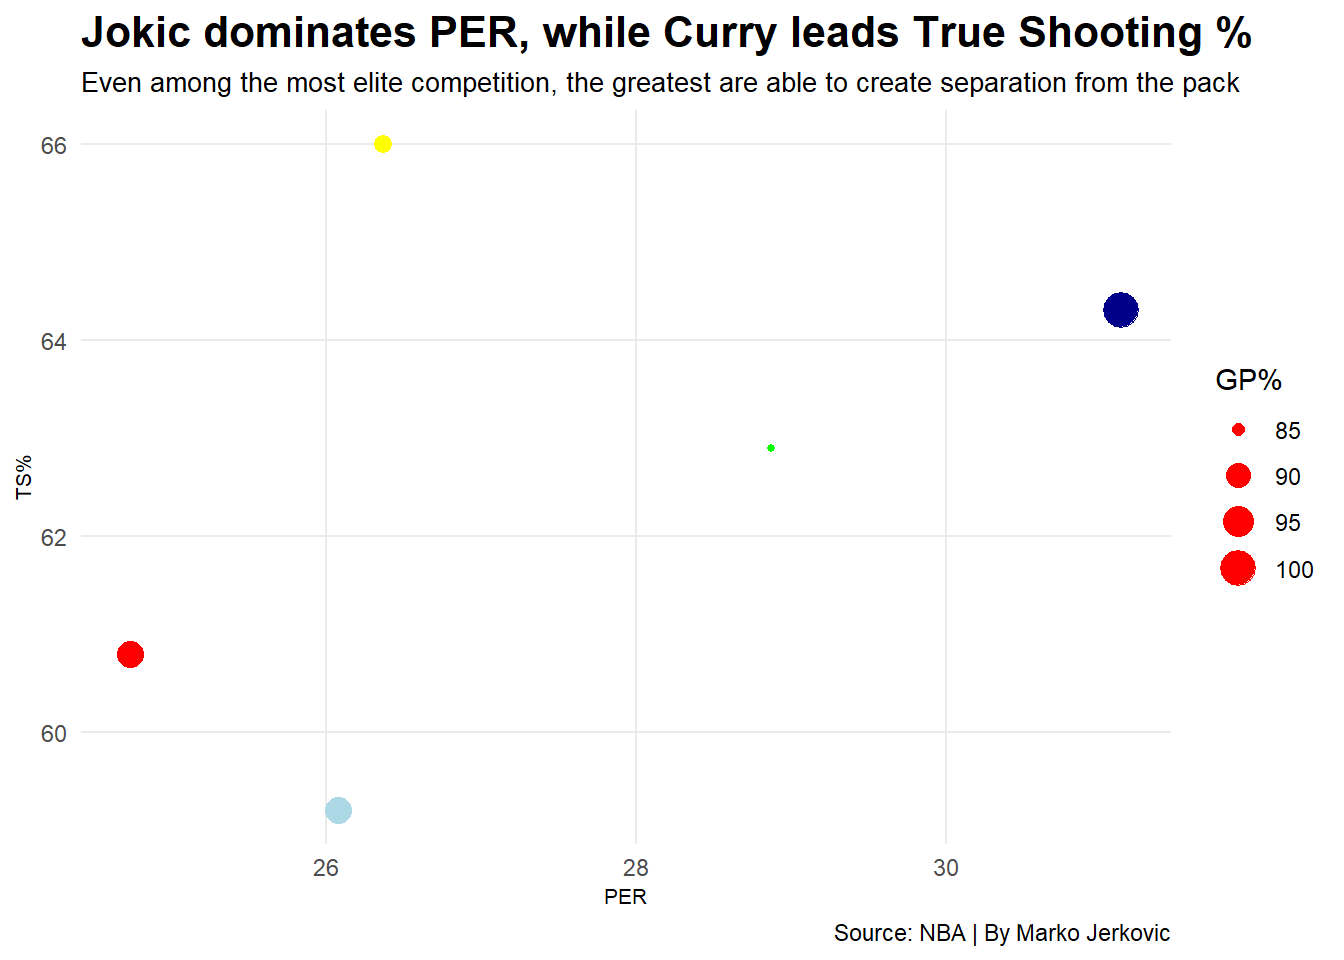 Jokic dominates PER, while Curry leads True Shooting %
Even among the most elite competition, the greatest are able to create separation from the pack
66
64
62
60
TS%
26
28
30
PER
GP%
85
90
95
100
Source: NBA | By Marko Jerkovic